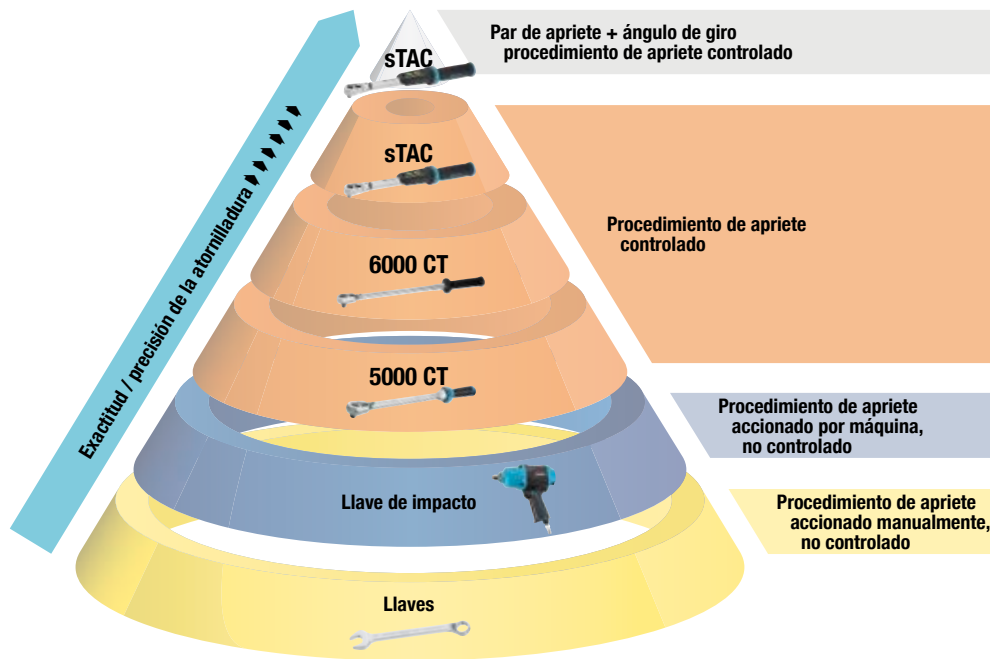 Par de apriete + ángulo de giro
procedimiento de apriete controlado
sTAC
sTAC
Procedimiento de apriete
controlado
6000 CT
5000 CT
Procedimiento de apriete
accionado por máquina,
no controlado
Llave de impacto
Procedimiento de apriete
accionado manualmente,
no controlado
Llaves
Exactitud / precisión de la atornilladura